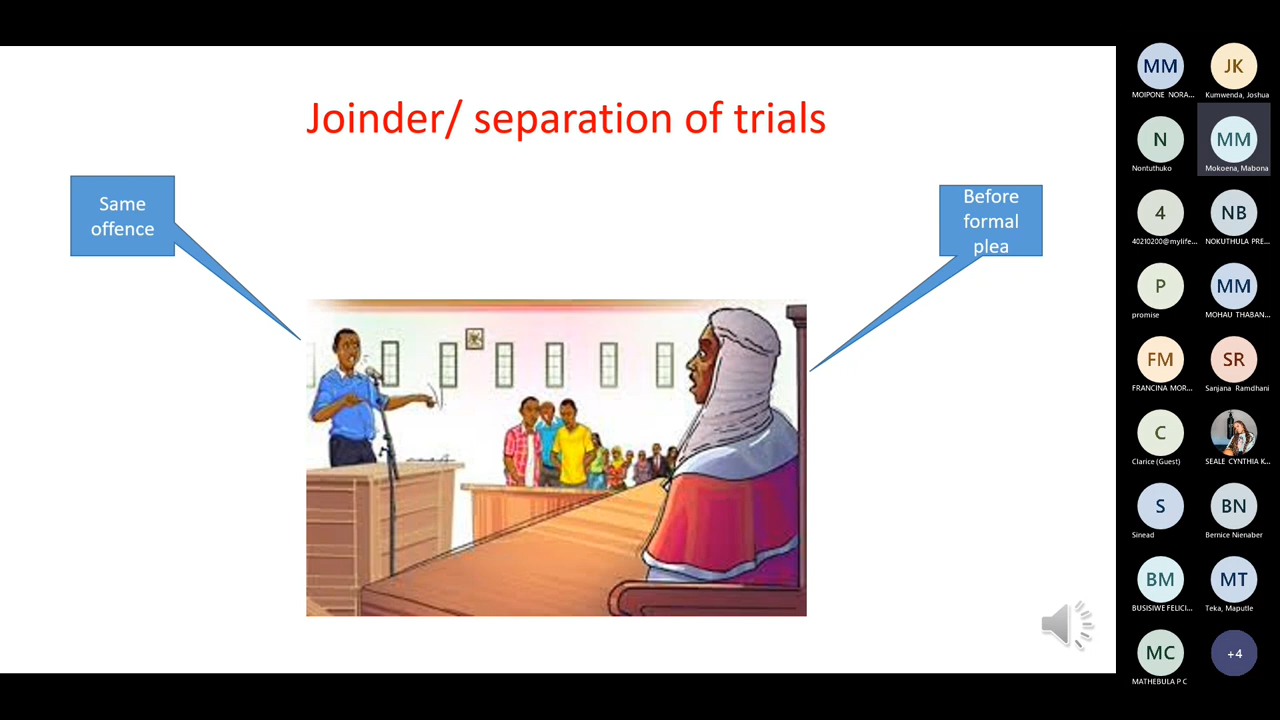 Joinder/ separation of trials
Same
offence
Before
formal
plea
MM
JK
MOIPONE NORA...
Kumwenda, Joshua
N
MM
Nontuthuko
Mokoena, Mabona
4
NB
40210200@mylife...
NOKUTHULA PRE...
P
MM
promise
MOHAU THABAN...
FM
SR
FRANCINA MOR...
Sanjana Ramdhani
C
Clarice (Guest)
SEALE CYNTHIA K...
S
BN
Sinead
Bernice Nienaber
BM
MT
BUSISIWE FELICI...
Teka, Maputle
MC
+4
MATHEBULA P C